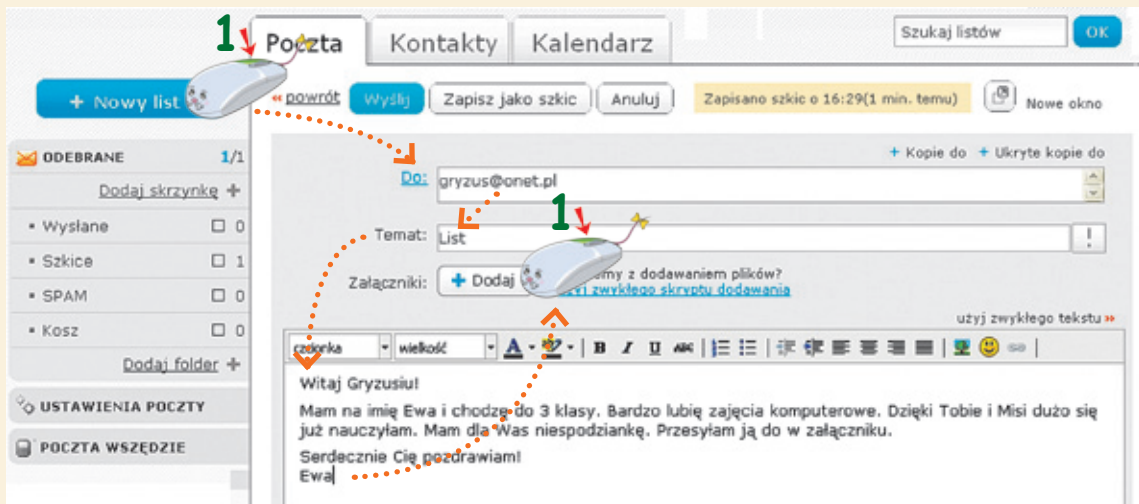 1
Poczta Kontakty Kalendarz Szukaj listów OK
+ Nowy list « powrót Wyślij Zapisz jako szkic Anuluj Zapisano szkic o 16:29(1 min. temu) Nowe okno
+ Kopie do + Ukryte kopie do
ODEBRANE 1/1
Dodaj skrzynkę +
Wysłane 0
Szkice 1
SPAM 0
Kosz 0
Dodaj folder +
USTAWIENIA POCZTY
POCZTA WSZĘDZIE
Do: gryzus@onet.pl
1
Temat: List !
Załączniki: + Dodaj z dodawaniem plików?
zwykłego skryptu dodawania
użyj zwykłego tekstu »
czcionka wielkość A B I U ABC
Witaj Gryzusiu!
Mam na imię Ewa i chodzę do 3 klasy. Bardzo lubię zajęcia komputerowe. Dzięki Tobie i Misi dużo się
już nauczyłam. Mam dla Was niespodziankę. Przesyłam ją do w załączniku.
Serdecznie Cię pozdrawiam!
Ewa